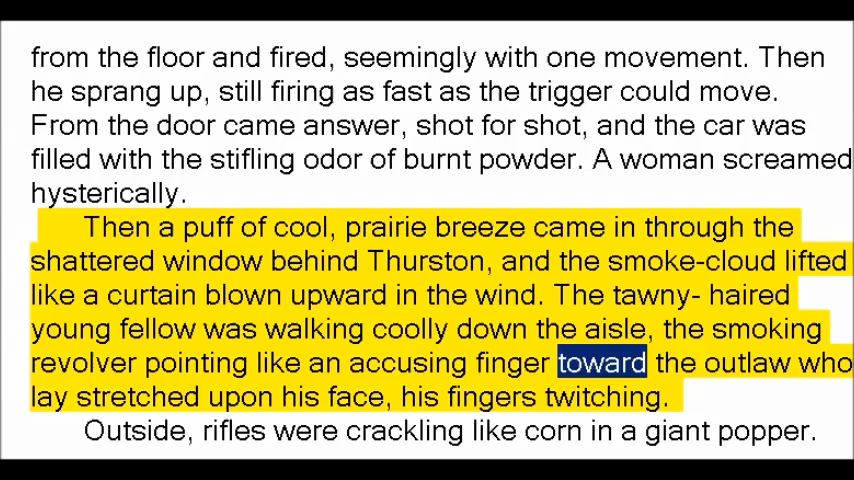 from the floor and fired, seemingly with one movement. Then
he sprang up, still firing as fast as the trigger could move.
From the door came answer, shot for shot, and the car was
filled with the stifling odor of burnt powder. A woman screamed
hysterically.
Then a puff of cool, prairie breeze came in through the
shattered window behind Thurston, and the smoke-cloud lifted
like a curtain blown upward in the wind. The tawny- haired
young fellow was walking coolly down the aisle, the smoking
revolver pointing like an accusing finger toward the outlaw who
lay stretched upon his face, his fingers twitching.
Outside, rifles were crackling like corn in a giant popper.